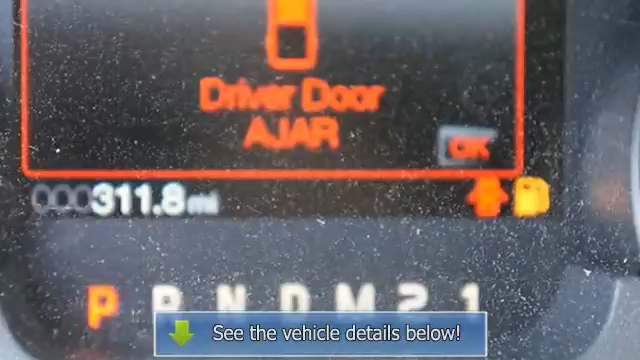 Driver Door
AJAR
OK
000311.8 mi
P R N D M 2 1
See the vehicle details below!